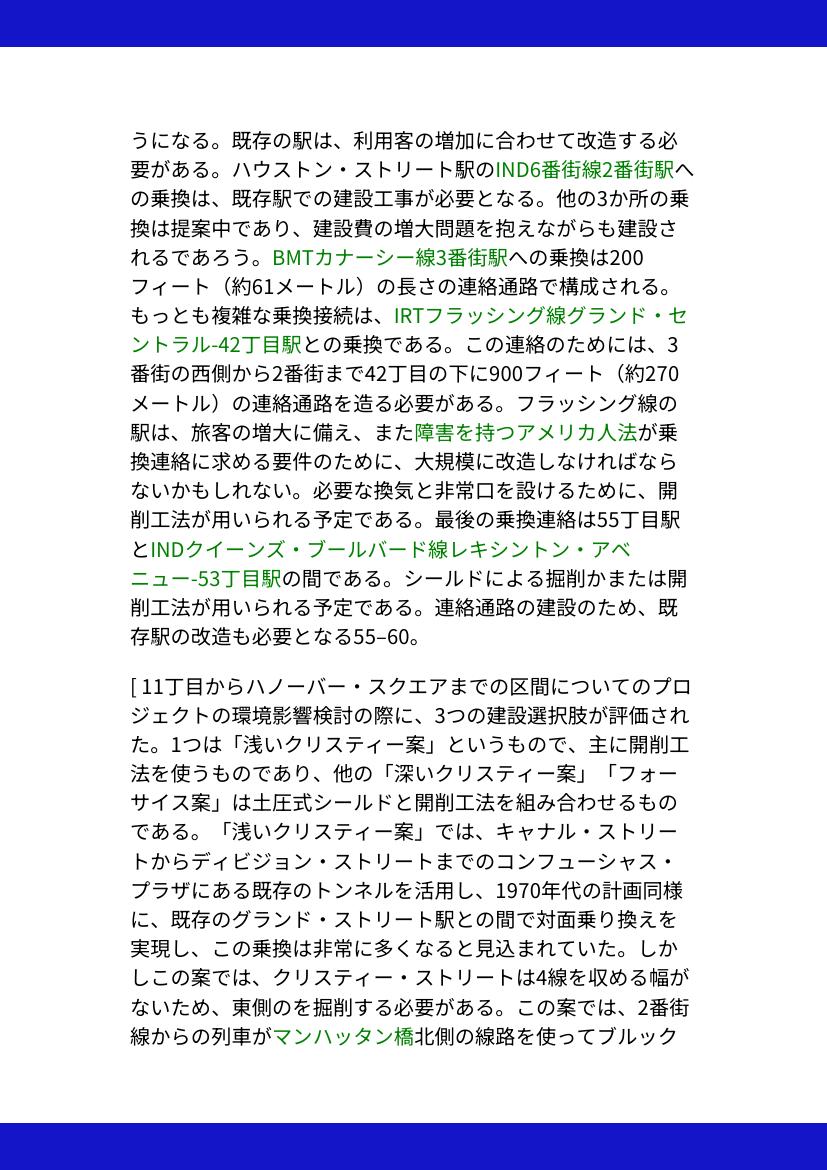 うになる。既存の駅は、利用客の増加に合わせて改造する必
要がある。ハウストン・ストリート駅のIND6番街線2番街駅へ
の乗換は、既存駅での建設工事が必要となる。他の3か所の乗
換は提案中であり、建設費の増大問題を抱えながらも建設さ
れるであろう。BMTカナーシー線3番街駅への乗換は200
フィート（約61メートル）の長さの連絡通路で構成される。
もっとも複雑な乗換接続は、IRTフラッシング線グランド・セ
ントラル-42丁目駅との乗換である。この連絡のためには、3
番街の西側から2番街まで42丁目の下に900フィート（約270
メートル）の連絡通路を造る必要がある。フラッシング線の
駅は、旅客の増大に備え、また障害を持つアメリカ人法が乗
換連絡に求める要件のために、大規模に改造しなければなら
ないかもしれない。必要な換気と非常口を設けるために、開
削工法が用いられる予定である。最後の乗換連絡は55丁目駅
とINDクイーンズ・ブールバード線レキシントン・アベ
ニュー-53丁目駅の間である。シールドによる掘削かまたは開
削工法が用いられる予定である。連絡通路の建設のため、既
存駅の改造も必要となる55–60。
[ 11丁目からハノーバー・スクエアまでの区間についてのプロ
ジェクトの環境影響検討の際に、3つの建設選択肢が評価され
た。1つは「浅いクリスティー案」というもので、主に開削工
法を使うものであり、他の「深いクリスティー案」「フォー
サイス案」は土圧式シールドと開削工法を組み合わせるもの
である。「浅いクリスティー案」では、キャナル・ストリー
トからディビジョン・ストリートまでのコンフューシャス・
プラザにある既存のトンネルを活用し、1970年代の計画同様
に、既存のグランド・ストリート駅との間で対面乗り換えを
実現し、この乗換は非常に多くなると見込まれていた。しか
しこの案では、クリスティー・ストリートは4線を収める幅が
ないため、東側のを掘削する必要がある。この案では、2番街
線からの列車がマンハッタン橋北側の線路を使ってブルック